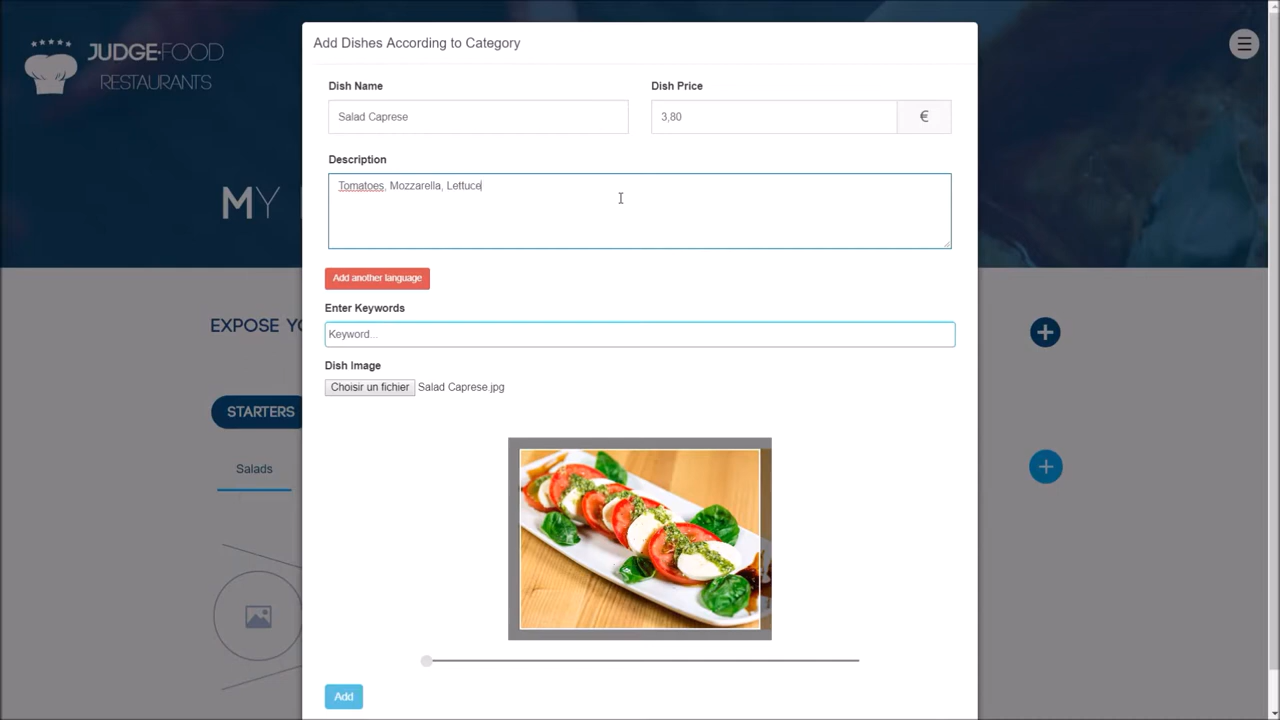 Add Dishes According to Category
JUDGE·FOOD
RESTAURANTS
☰
Dish Name
Dish Price
Salad Caprese
3,80
€
Description
Tomatoes, Mozzarella, Lettuce
MY
Add another language
Enter Keywords
EXPOSE YO
Keyword...
Dish Image
Choisir un fichier Salad Caprese.jpg
STARTERS
Salads
Add